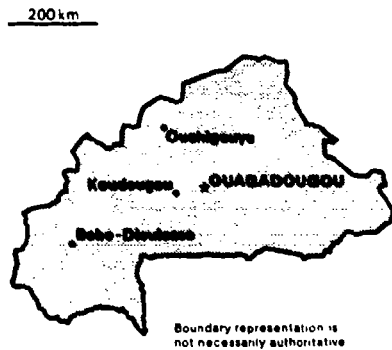 200 km
Ouahigouya
Koudougou
OUAGADOUGOU
Bobo-Dioulasso
Boundary representation is
not necessarily authoritative